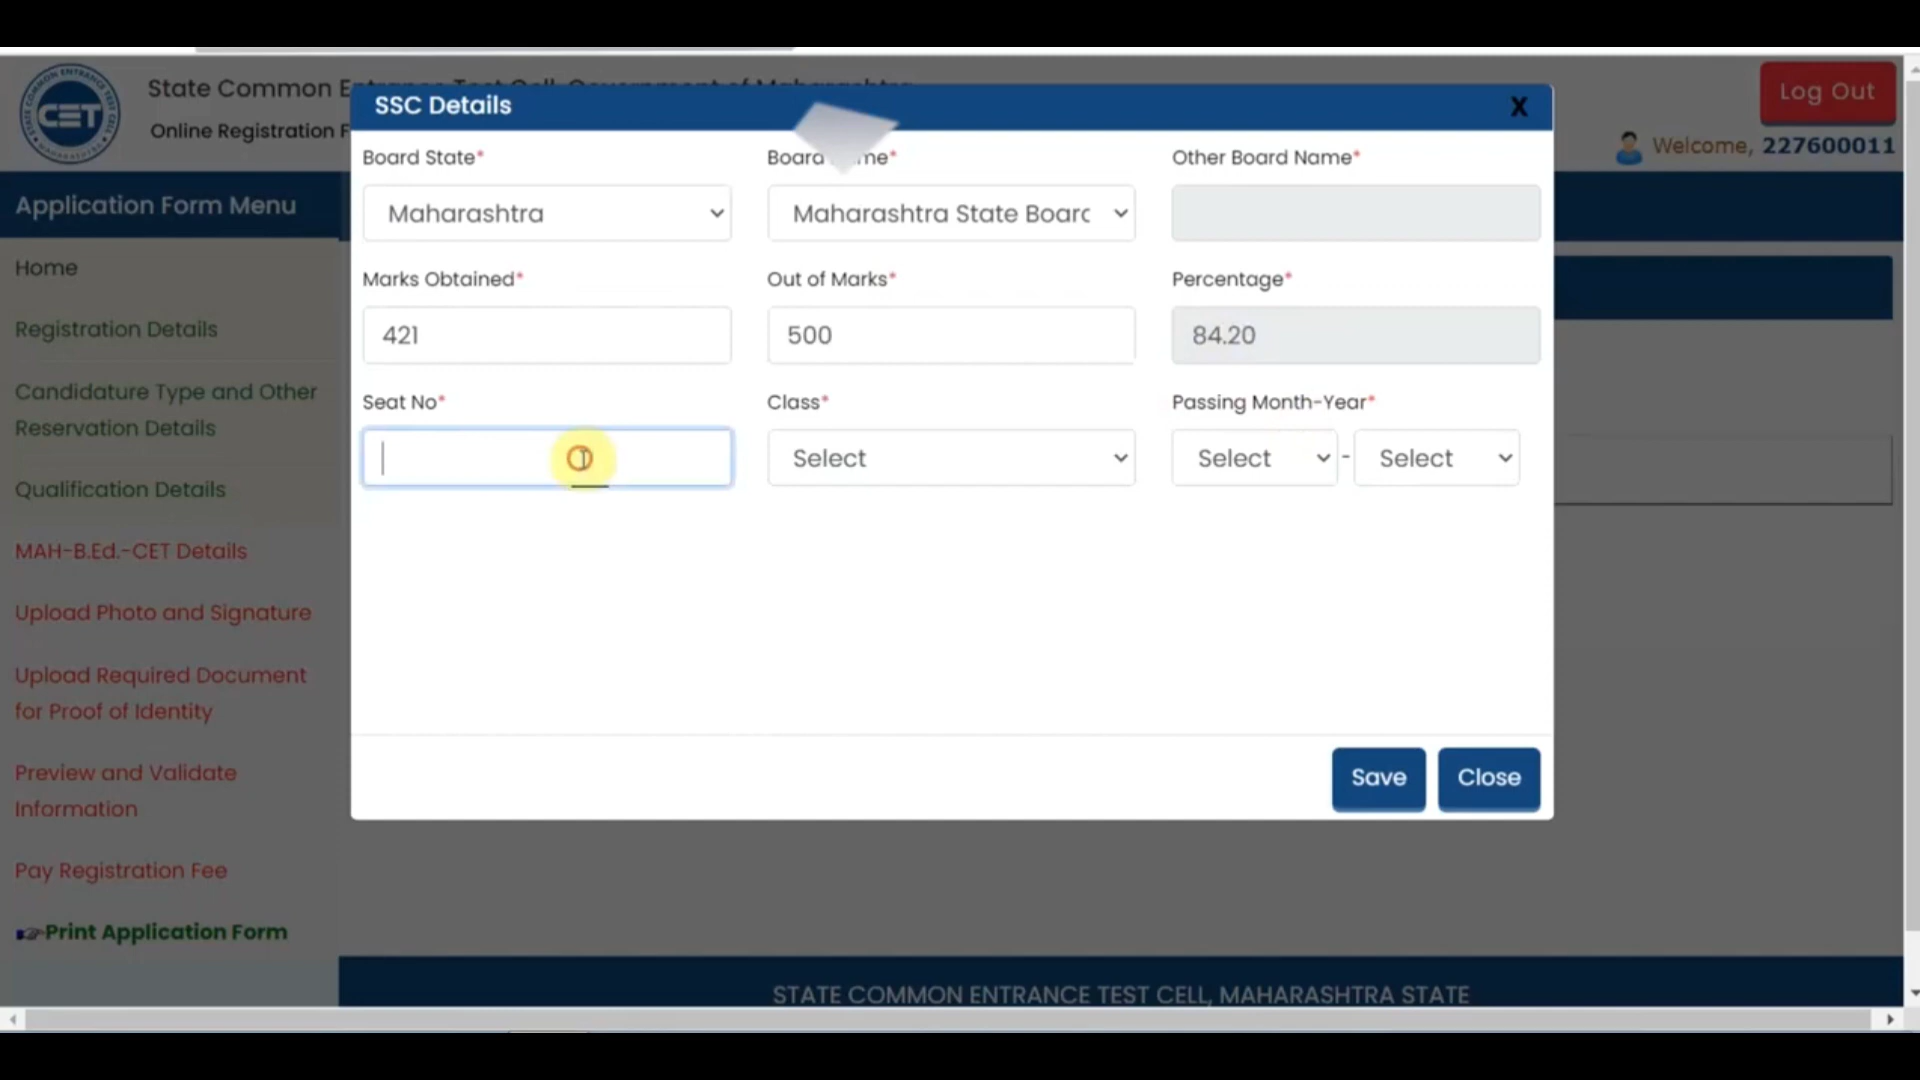 State Common E
Online Registration F
CET
Log Out
Welcome, 227600011
Application Form Menu
Home
Registration Details
Candidature Type and Other
Reservation Details
Qualification Details
MAH-B.Ed.-CET Details
Upload Photo and Signature
Upload Required Document
for Proof of Identity
Preview and Validate
Information
Pay Registration Fee
Print Application Form
SSC Details
X
Board State*
Board me*
Other Board Name*
Maharashtra
Maharashtra State Board
Marks Obtained*
Out of Marks*
Percentage*
421
500
84.20
Seat No*
Class*
Passing Month-Year*
Select
Select
-
Select
Save
Close
STATE COMMON ENTRANCE TEST CELL, MAHARASHTRA STATE